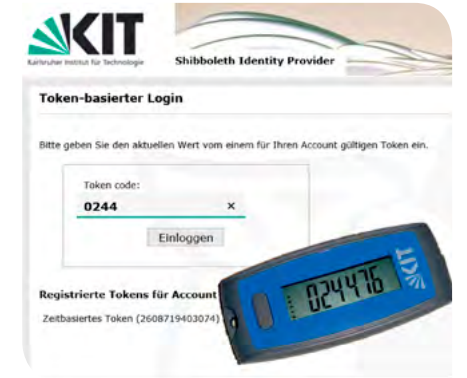 KIT
Karlsruher Institut für Technologie
Shibboleth Identity Provider
Token-basierter Login
Bitte geben Sie den aktuellen Wert vom einem für Ihren Account gültigen Token ein.
Token code:
0244 ×
Einloggen
Registrierte Tokens für Account
Zeitbasiertes Token (2608719403074)
024476
KIT